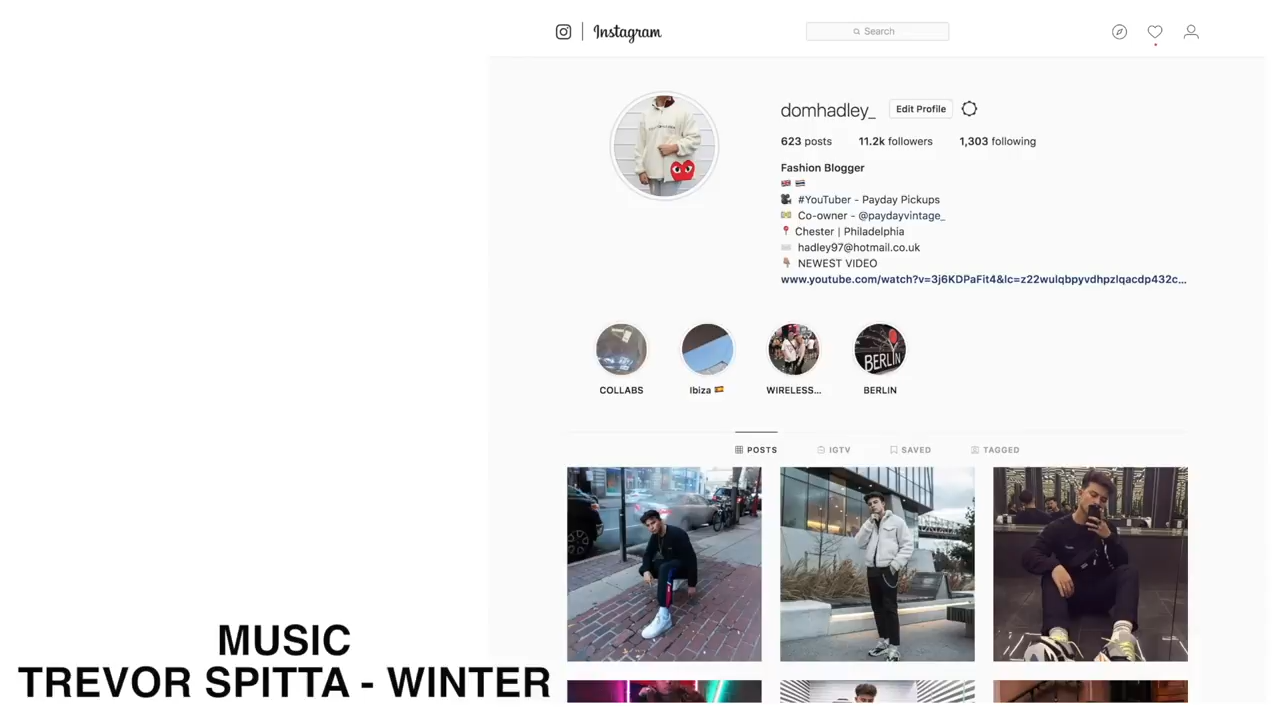 Instagram
Search
domhadley_
Edit Profile
623 posts
11.2k followers
1,303 following
Fashion Blogger
#YouTuber - Payday Pickups
Co-owner - @paydayvintage_
Chester | Philadelphia
hadley97@hotmail.co.uk
NEWEST VIDEO
www.youtube.com/watch?v=3j6KDPaFit4&lc=z22wulqbpyvdhpzlqacdp432c...
COLLABS
Ibiza
WIRELESS...
BERLIN
BERLIN
POSTS
IGTV
SAVED
TAGGED
MUSIC
TREVOR SPITTA - WINTER